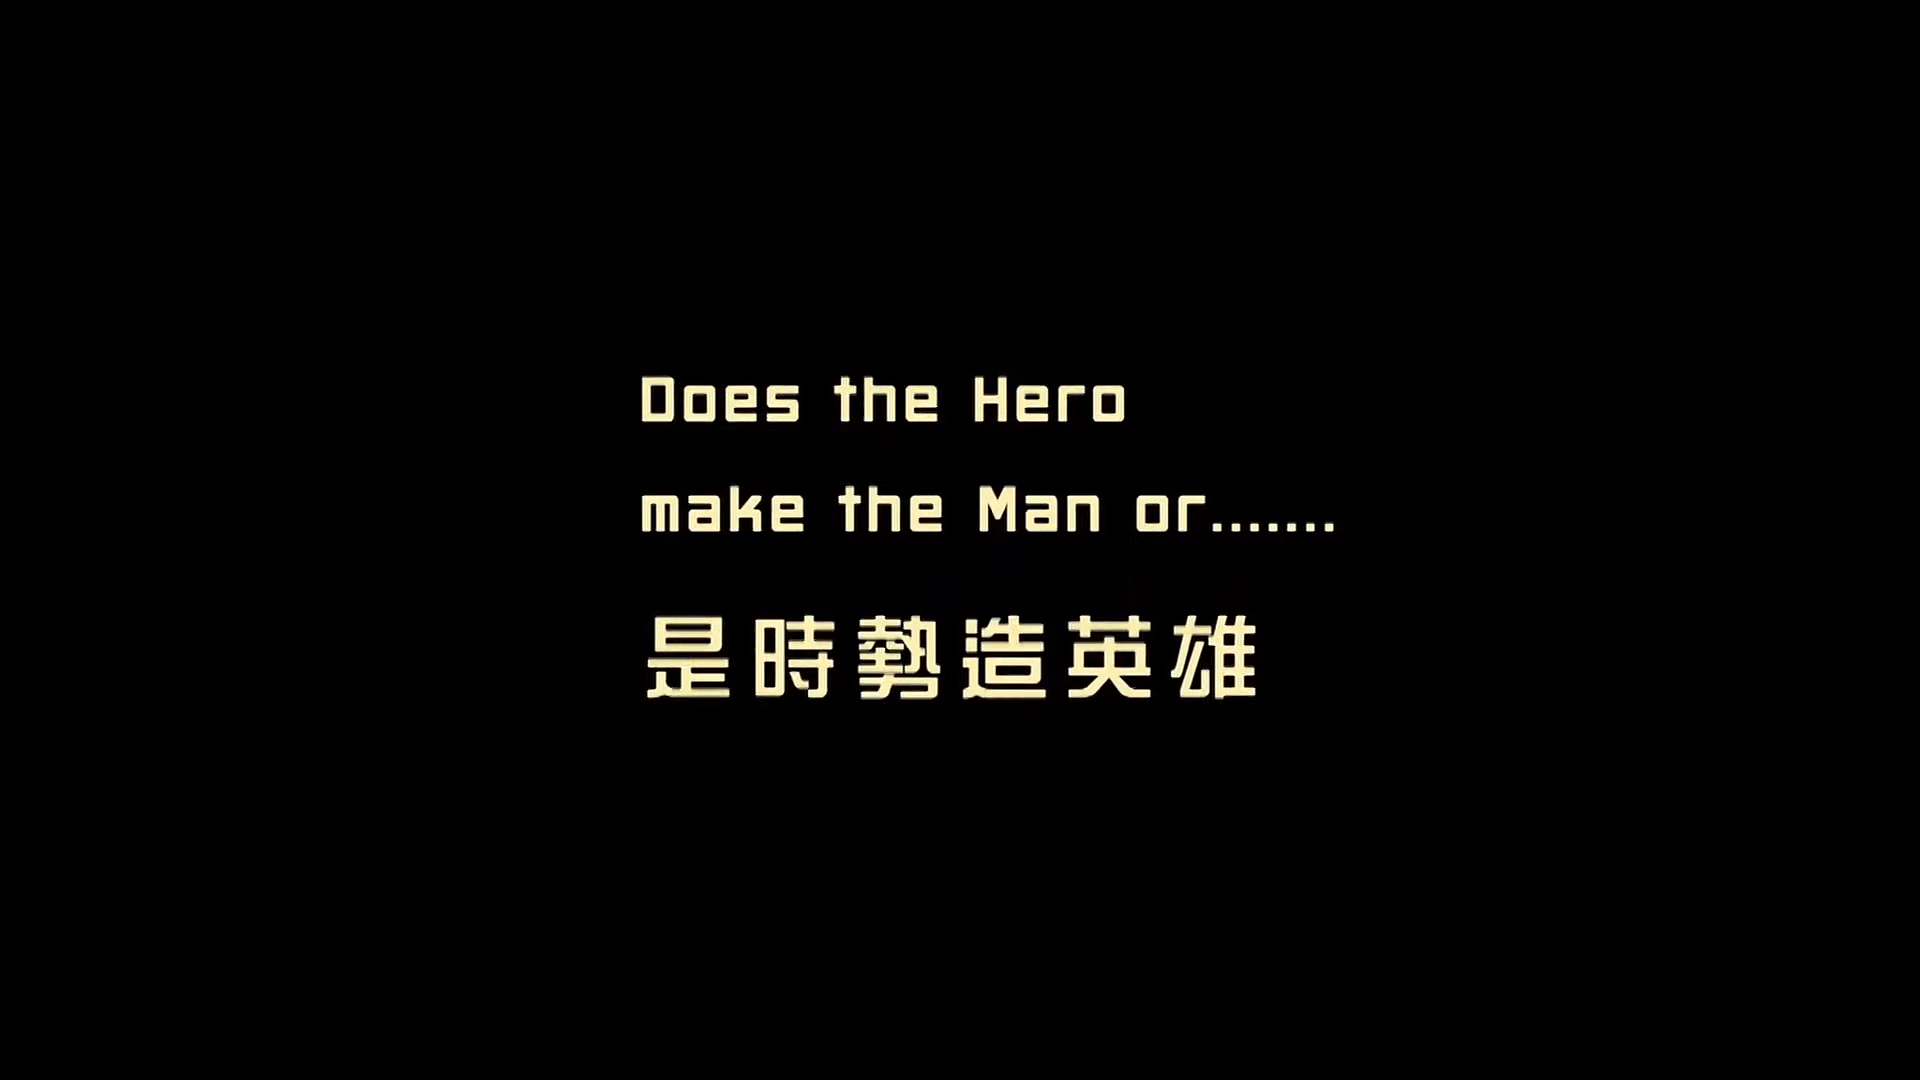 Does the Hero
make the Man or.......
是時勢造英雄